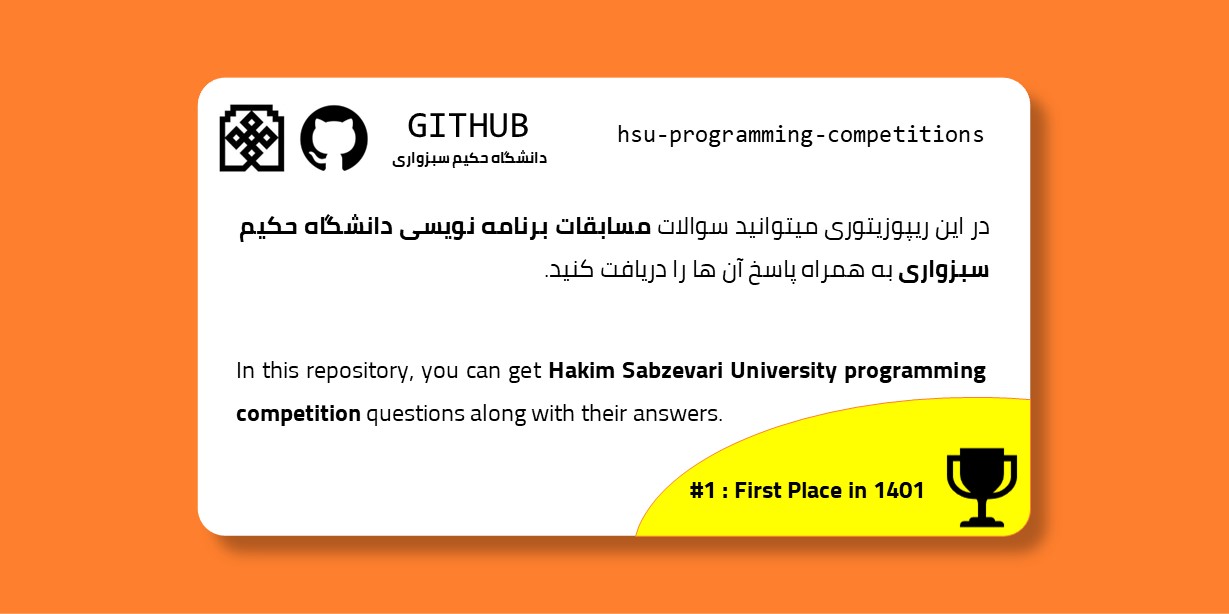 GITHUB
دانشگاه حکیم سبزواری
hsu-programming-competitions
در این ریپوزیتوری میتوانید سوالات مسابقات برنامه نویسی دانشگاه حکیم
سبزواری به همراه پاسخ آن ها را دریافت کنید.
In this repository, you can get Hakim Sabzevari University programming
competition questions along with their answers.
#1 : First Place in 1401